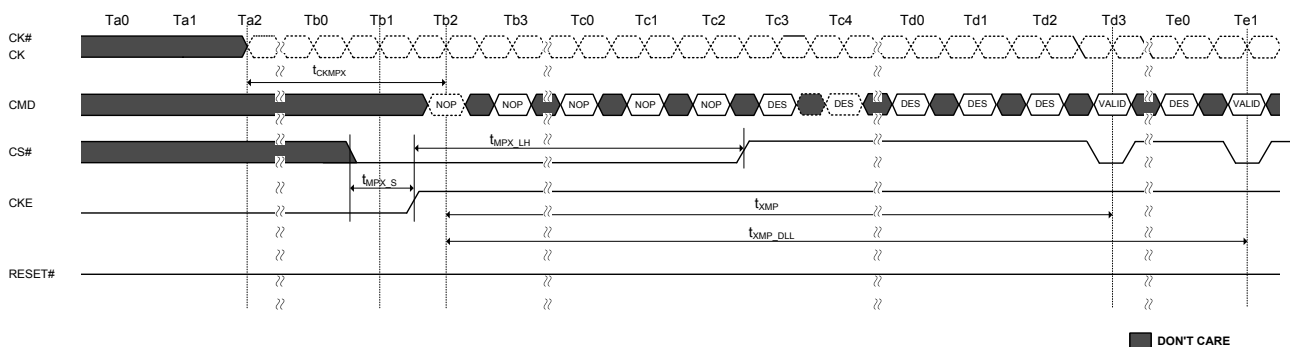 Ta0 Ta1 Ta2 Tb0 Tb1 Tb2 Tb3 Tc0 Tc1 Tc2 Tc3 Tc4 Td0 Td1 Td2 Td3 Te0 Te1
CK#
CK
tCKMPX
CMD NOP NOP NOP NOP NOP DES DES DES DES DES VALID DES VALID
tMPX_LH
CS#
tMPX_S
CKE
tXMP
tXMP_DLL
RESET#
DON'T CARE